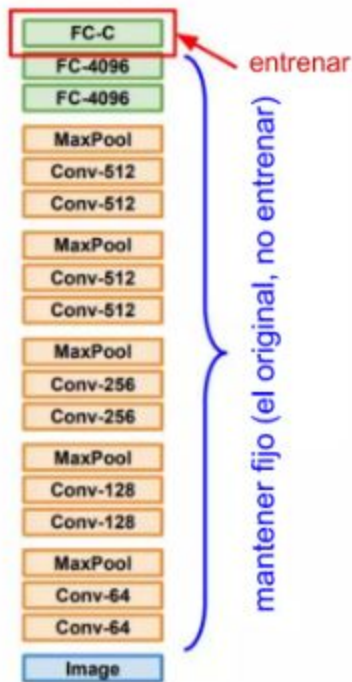 FC-C
entrenar
FC-4096
FC-4096
MaxPool
Conv-512
Conv-512
MaxPool
Conv-512
Conv-512
MaxPool
Conv-256
Conv-256
MaxPool
Conv-128
Conv-128
MaxPool
Conv-64
Conv-64
Image
mantener fijo (el original, no entrenar)